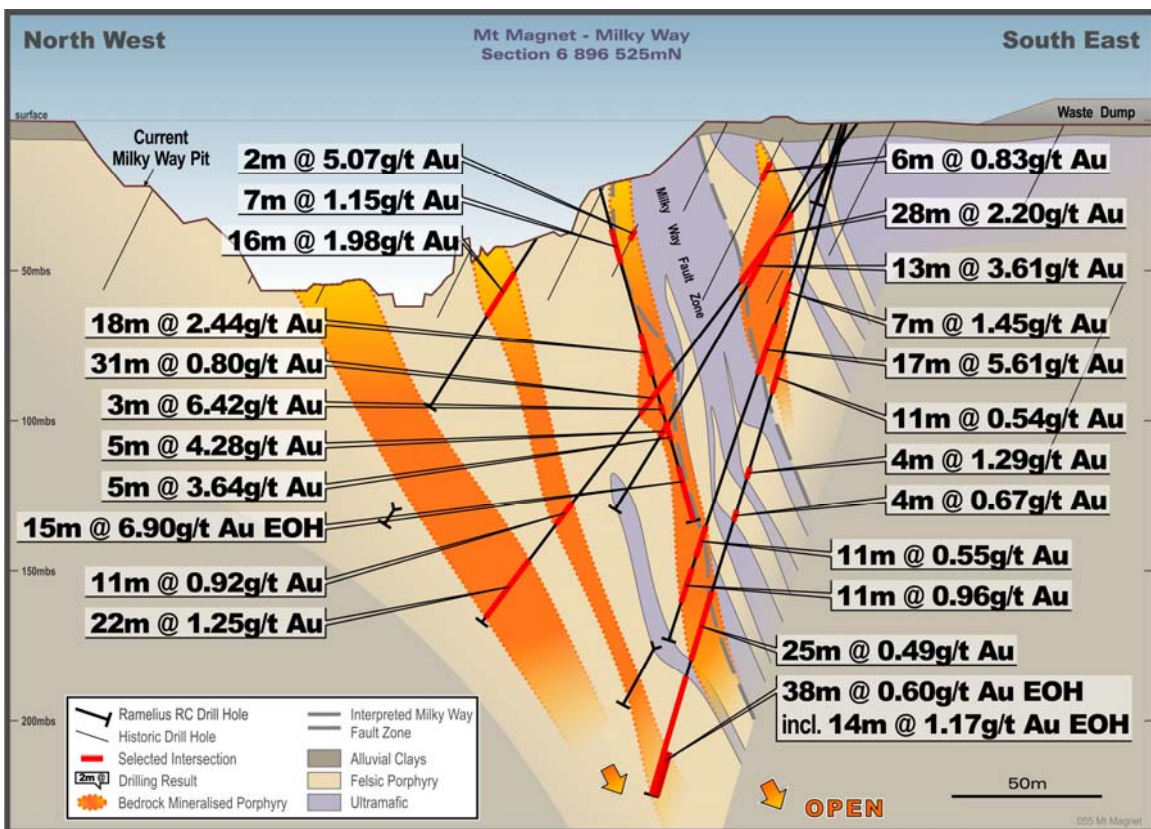 North West
Mt Magnet - Milky Way
Section 6 896 525mN
South East
surface
Waste Dump
Current
Milky Way Pit
2m @ 5.07g/t Au
7m @ 1.15g/t Au
16m @ 1.98g/t Au
18m @ 2.44g/t Au
31m @ 0.80g/t Au
3m @ 6.42g/t Au
5m @ 4.28g/t Au
5m @ 3.64g/t Au
15m @ 6.90g/t Au EOH
11m @ 0.92g/t Au
22m @ 1.25g/t Au
Milky Way Fault Zone
6m @ 0.83g/t Au
28m @ 2.20g/t Au
13m @ 3.61g/t Au
7m @ 1.45g/t Au
17m @ 5.61g/t Au
11m @ 0.54g/t Au
4m @ 1.29g/t Au
4m @ 0.67g/t Au
11m @ 0.55g/t Au
11m @ 0.96g/t Au
25m @ 0.49g/t Au
38m @ 0.60g/t Au EOH
incl. 14m @ 1.17g/t Au EOH
50mbs
100mbs
150mbs
200mbs
Ramelius RC Drill Hole
Historic Drill Hole
Selected Intersection
2m @
Drilling Result
Bedrock Mineralised Porphyry
Interpreted Milky Way
Fault Zone
Alluvial Clays
Felsic Porphyry
Ultramafic
OPEN
50m
055 Mt Magnet